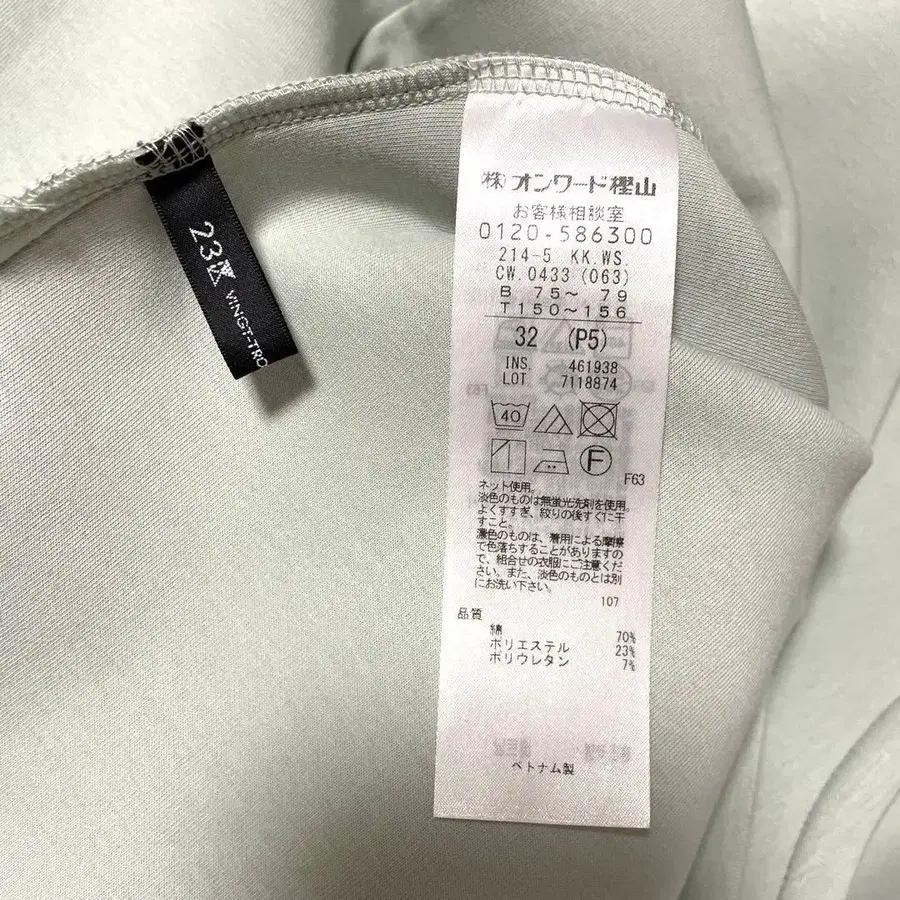 23区
VINGT-TRO
㈱オンワード樫山
お客様相談室
0120-586300
214-5 KK.WS.
CW.0433 (063)
B 75～ 79
T150～156
32 (P5)
INS. 461938
LOT 7118874
40
F
F63
ネット使用。
淡色のものは無蛍光洗剤を使用。
よくすすぎ、絞りの後すぐに干
すこと。
濃色のものは、着用による摩擦
で色落ちすることがありますの
で、組合せの衣服にご注意くだ
さい。また、淡色のものとは別
にお洗い下さい。
107
品質
綿 70%
ポリエステル 23%
ポリウレタン 7%
ベトナム製